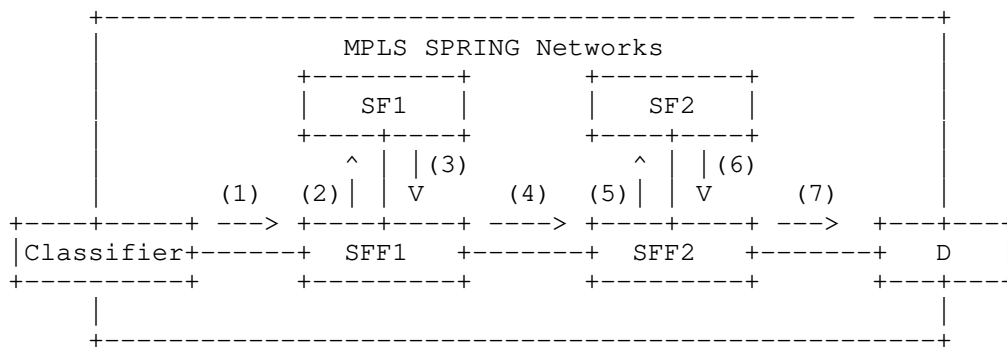 MPLS SPRING Networks
SF1 SF2
(3) (6)
(1) (2) V (4) (5) V (7)
Classifier SFF1 SFF2 D